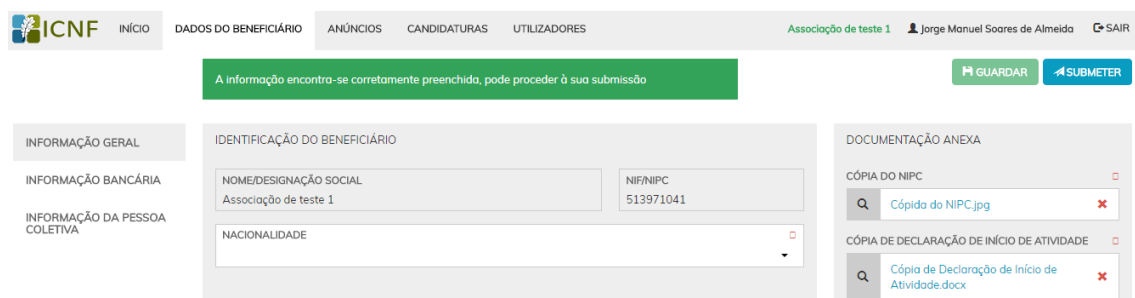 ICNF
INÍCIO
DADOS DO BENEFICIÁRIO
ANÚNCIOS
CANDIDATURAS
UTILIZADORES
Associação de teste 1
Jorge Manuel Soares de Almeida
SAIR
A informação encontra-se corretamente preenchida, pode proceder à sua submissão
GUARDAR
SUBMETER
INFORMAÇÃO GERAL
INFORMAÇÃO BANCÁRIA
INFORMAÇÃO DA PESSOA
COLETIVA
IDENTIFICAÇÃO DO BENEFICIÁRIO
NOME/DESIGNAÇÃO SOCIAL
Associação de teste 1
NIF/NIPC
513971041
NACIONALIDADE
DOCUMENTAÇÃO ANEXA
CÓPIA DO NIPC
Cópida do NIPC.jpg
CÓPIA DE DECLARAÇÃO DE INÍCIO DE ATIVIDADE
Cópia de Declaração de Início de
Atividade.docx